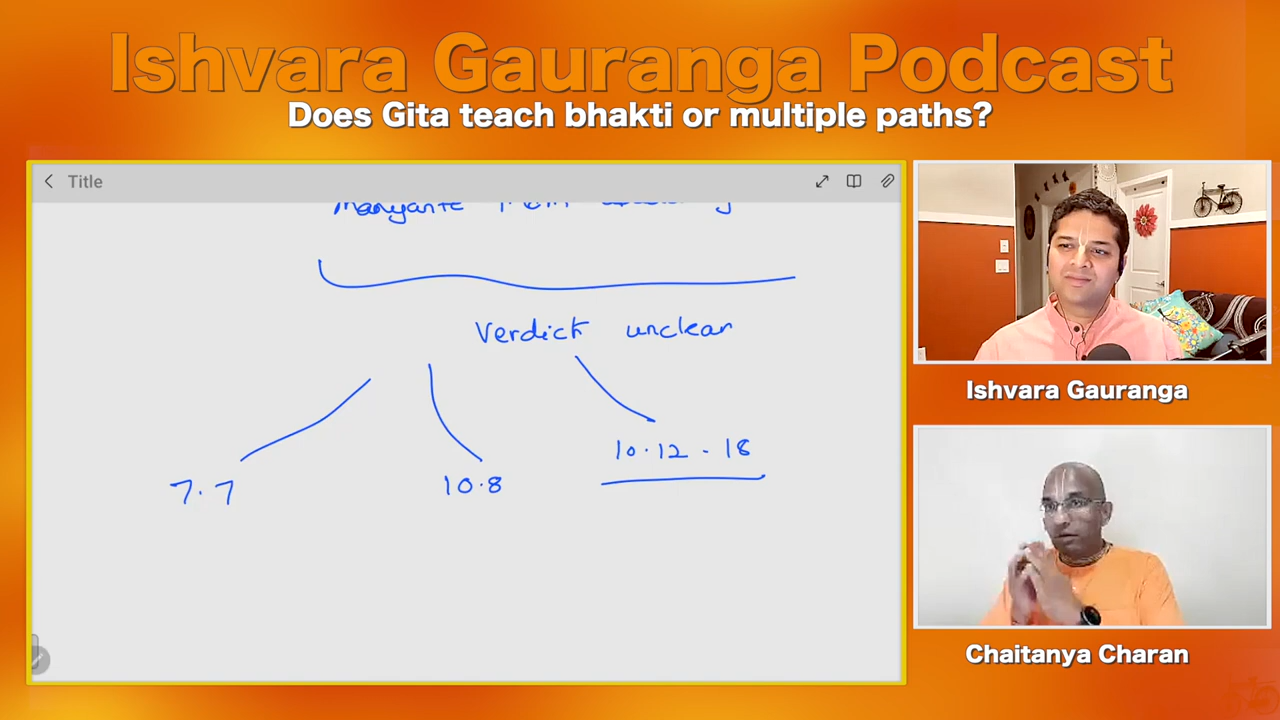 Ishvara Gauranga Podcast
Does Gita teach bhakti or multiple paths?
Title
Manyante
Verdict unclear
10.12 - 18
7.7
10.8
Ishvara Gauranga
Chaitanya Charan